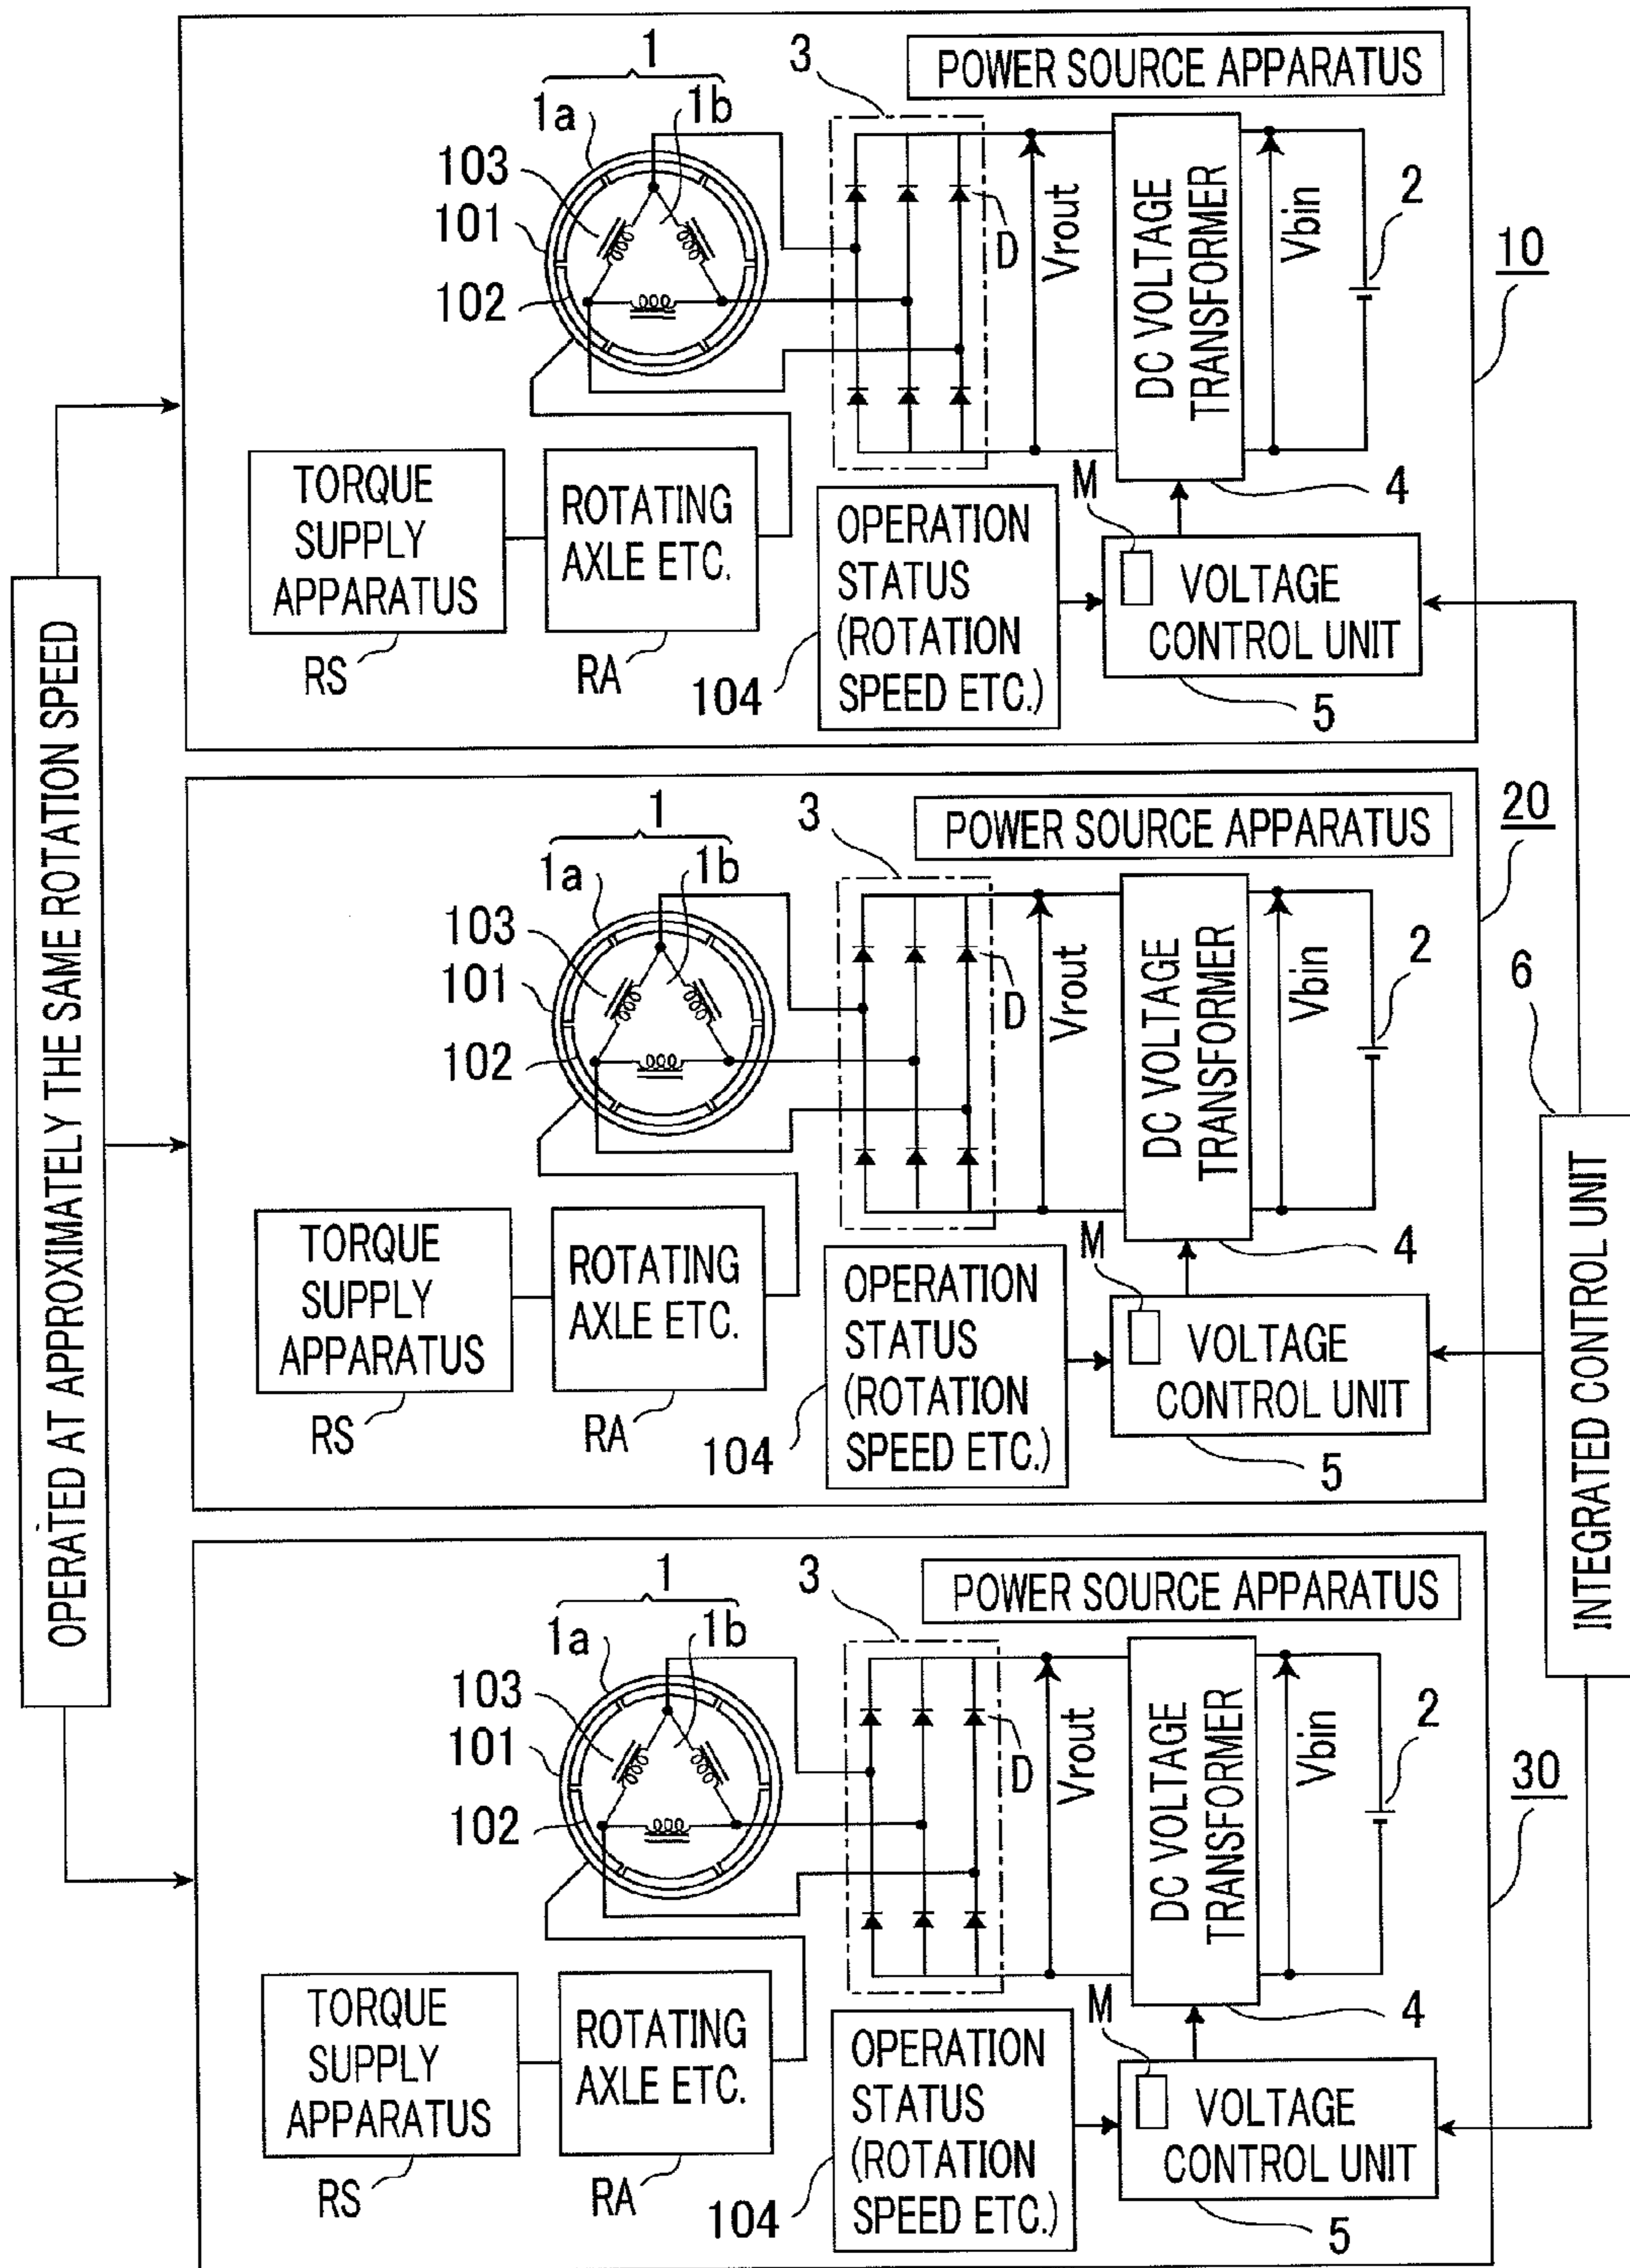 OPERATED AT APPROXIMATELY THE SAME ROTATION SPEED
POWER SOURCE APPARATUS
1
1a
1b
103
101
102
3
D
Vrout
DC VOLTAGE
TRANSFORMER
Vbin
2
10
TORQUE
SUPPLY
APPARATUS
RS
ROTATING
AXLE ETC.
RA
OPERATION
STATUS
(ROTATION
SPEED ETC.)
104
M
4
VOLTAGE
CONTROL UNIT
5
POWER SOURCE APPARATUS
1
1a
1b
103
101
102
3
D
Vrout
DC VOLTAGE
TRANSFORMER
Vbin
2
20
TORQUE
SUPPLY
APPARATUS
RS
ROTATING
AXLE ETC.
RA
OPERATION
STATUS
(ROTATION
SPEED ETC.)
104
M
4
VOLTAGE
CONTROL UNIT
5
6
INTEGRATED CONTROL UNIT
POWER SOURCE APPARATUS
1
1a
1b
103
101
102
3
D
Vrout
DC VOLTAGE
TRANSFORMER
Vbin
2
30
TORQUE
SUPPLY
APPARATUS
RS
ROTATING
AXLE ETC.
RA
OPERATION
STATUS
(ROTATION
SPEED ETC.)
104
M
4
VOLTAGE
CONTROL UNIT
5